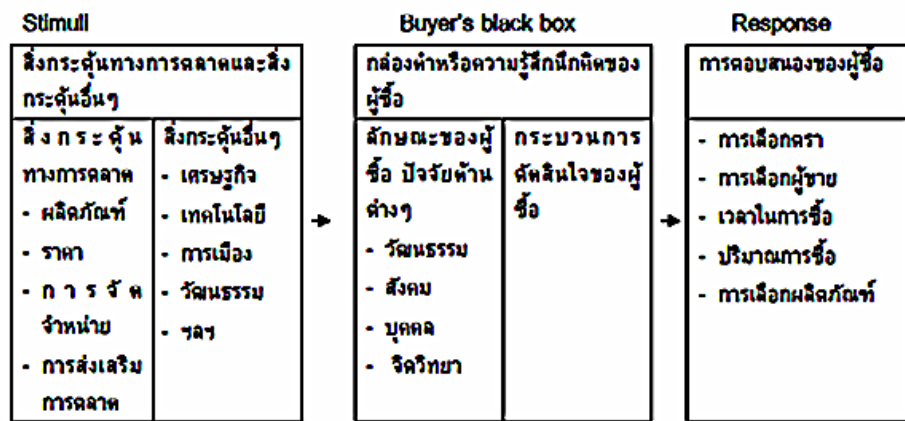 Stimuli
Buyer's black box
Response
สิ่งกระตุ้นทางการตลาดและสิ่ง
กระตุ้นอื่นๆ
สิ่งกระตุ้น
ทางการตลาด
- ผลิตภัณฑ์
- ราคา
- การจัด
จำหน่าย
- การส่งเสริม
การตลาด
สิ่งกระตุ้นอื่นๆ
- เศรษฐกิจ
- เทคโนโลยี
- การเมือง
- วัฒนธรรม
- ฯลฯ
กล่องดำหรือความรู้สึกนึกคิดของ
ผู้ซื้อ
ลักษณะของผู้
ซื้อ ปัจจัยด้าน
ต่างๆ
- วัฒนธรรม
- สังคม
- บุคคล
- จิตวิทยา
กระบวนการ
ตัดสินใจของผู้
ซื้อ
การตอบสนองของผู้ซื้อ
- การเลือกตรา
- การเลือกผู้ขาย
- เวลาในการซื้อ
- ปริมาณการซื้อ
- การเลือกผลิตภัณฑ์